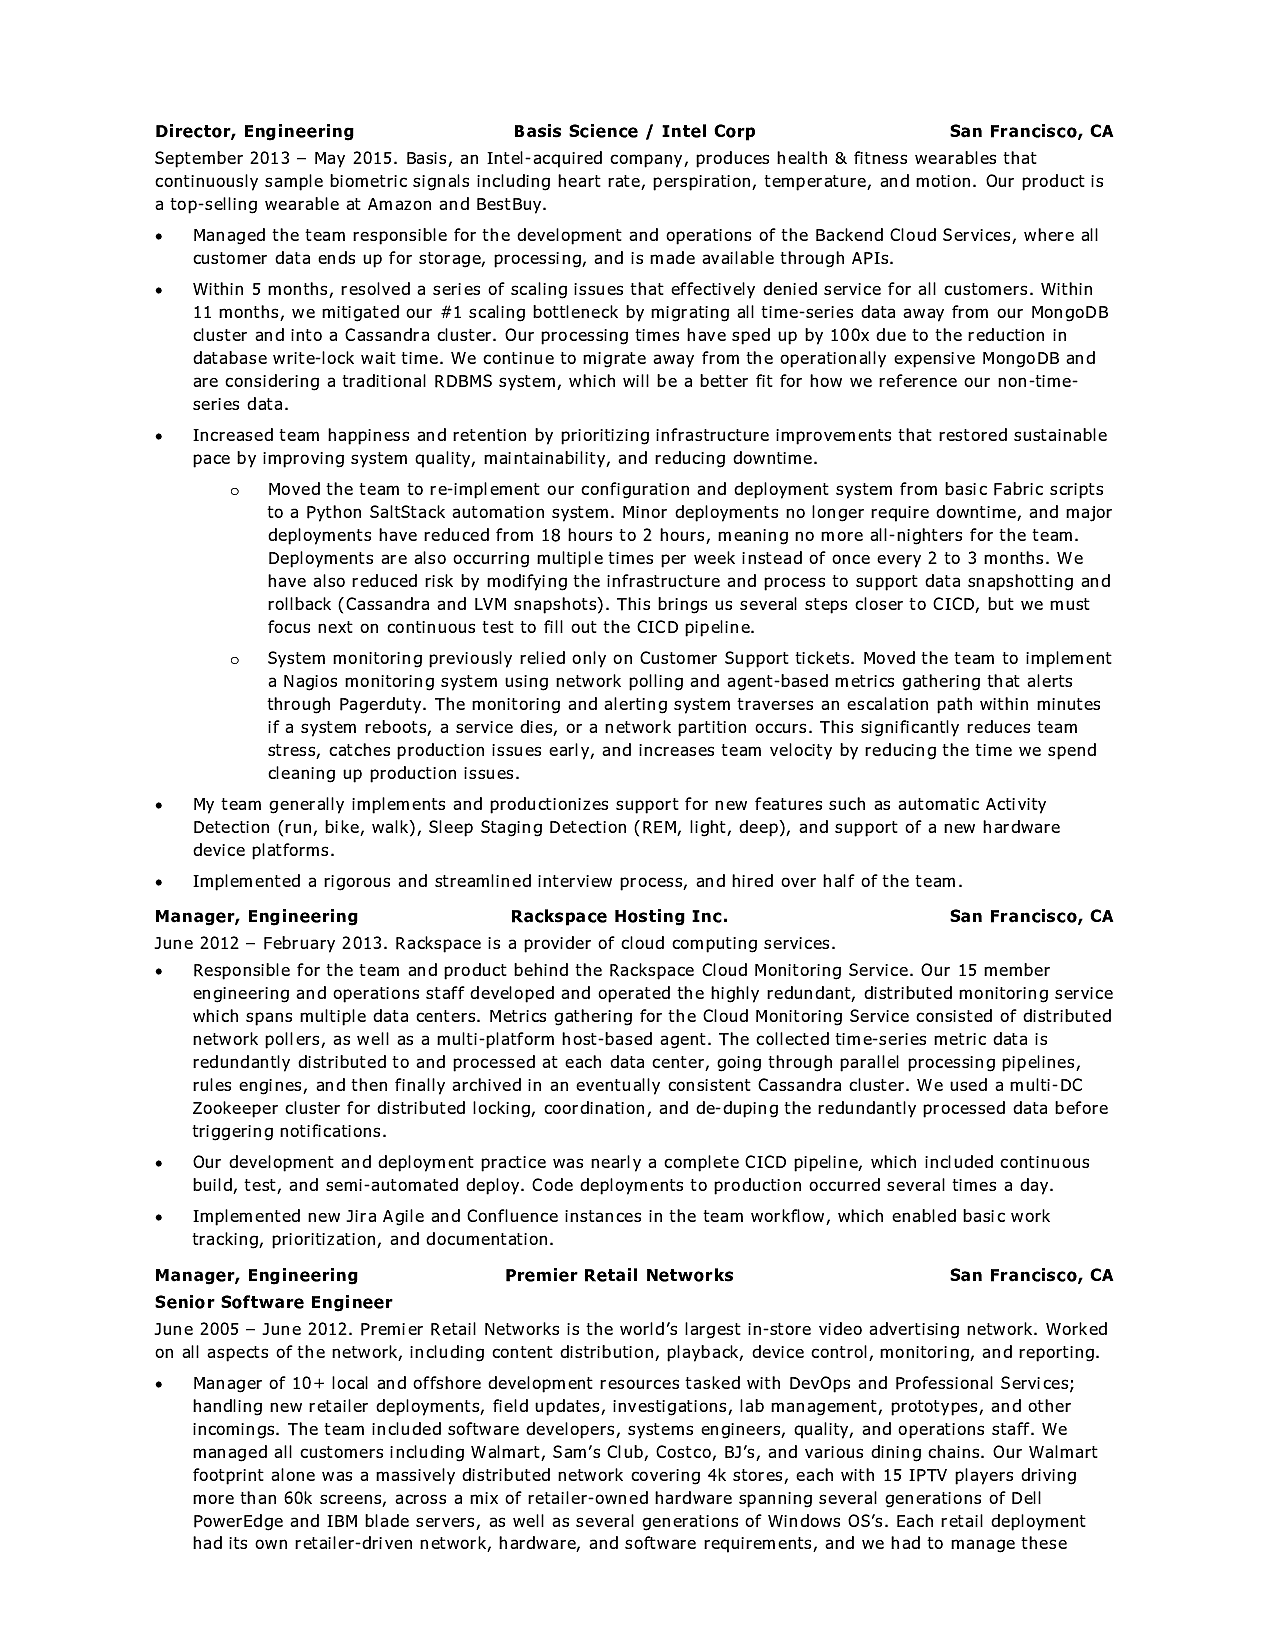 Director, Engineering Basis Science / Intel Corp San Francisco, CA
September 2013 – May 2015. Basis, an Intel-acquired company, produces health & fitness wearables that
continuously sample biometric signals including heart rate, perspiration, temperature, and motion. Our product is
a top-selling wearable at Amazon and BestBuy.
• Managed the team responsible for the development and operations of the Backend Cloud Services, where all
customer data ends up for storage, processing, and is made available through APIs.
• Within 5 months, resolved a series of scaling issues that effectively denied service for all customers. Within
11 months, we mitigated our #1 scaling bottleneck by migrating all time-series data away from our MongoDB
cluster and into a Cassandra cluster. Our processing times have sped up by 100x due to the reduction in
database write-lock wait time. We continue to migrate away from the operationally expensive MongoDB and
are considering a traditional RDBMS system, which will be a better fit for how we reference our non-time-
series data.
• Increased team happiness and retention by prioritizing infrastructure improvements that restored sustainable
pace by improving system quality, maintainability, and reducing downtime.
o Moved the team to re-implement our configuration and deployment system from basic Fabric scripts
to a Python SaltStack automation system. Minor deployments no longer require downtime, and major
deployments have reduced from 18 hours to 2 hours, meaning no more all-nighters for the team.
Deployments are also occurring multiple times per week instead of once every 2 to 3 months. We
have also reduced risk by modifying the infrastructure and process to support data snapshotting and
rollback (Cassandra and LVM snapshots). This brings us several steps closer to CICD, but we must
focus next on continuous test to fill out the CICD pipeline.
o System monitoring previously relied only on Customer Support tickets. Moved the team to implement
a Nagios monitoring system using network polling and agent-based metrics gathering that alerts
through Pagerduty. The monitoring and alerting system traverses an escalation path within minutes
if a system reboots, a service dies, or a network partition occurs. This significantly reduces team
stress, catches production issues early, and increases team velocity by reducing the time we spend
cleaning up production issues.
• My team generally implements and productionizes support for new features such as automatic Activity
Detection (run, bike, walk), Sleep Staging Detection (REM, light, deep), and support of a new hardware
device platforms.
• Implemented a rigorous and streamlined interview process, and hired over half of the team.
Manager, Engineering Rackspace Hosting Inc. San Francisco, CA
June 2012 – February 2013. Rackspace is a provider of cloud computing services.
• Responsible for the team and product behind the Rackspace Cloud Monitoring Service. Our 15 member
engineering and operations staff developed and operated the highly redundant, distributed monitoring service
which spans multiple data centers. Metrics gathering for the Cloud Monitoring Service consisted of distributed
network pollers, as well as a multi-platform host-based agent. The collected time-series metric data is
redundantly distributed to and processed at each data center, going through parallel processing pipelines,
rules engines, and then finally archived in an eventually consistent Cassandra cluster. We used a multi-DC
Zookeeper cluster for distributed locking, coordination, and de-duping the redundantly processed data before
triggering notifications.
• Our development and deployment practice was nearly a complete CICD pipeline, which included continuous
build, test, and semi-automated deploy. Code deployments to production occurred several times a day.
• Implemented new Jira Agile and Confluence instances in the team workflow, which enabled basic work
tracking, prioritization, and documentation.
Manager, Engineering Premier Retail Networks San Francisco, CA
Senior Software Engineer
June 2005 – June 2012. Premier Retail Networks is the world’s largest in-store video advertising network. Worked
on all aspects of the network, including content distribution, playback, device control, monitoring, and reporting.
• Manager of 10+ local and offshore development resources tasked with DevOps and Professional Services;
handling new retailer deployments, field updates, investigations, lab management, prototypes, and other
incomings. The team included software developers, systems engineers, quality, and operations staff. We
managed all customers including Walmart, Sam’s Club, Costco, BJ’s, and various dining chains. Our Walmart
footprint alone was a massively distributed network covering 4k stores, each with 15 IPTV players driving
more than 60k screens, across a mix of retailer-owned hardware spanning several generations of Dell
PowerEdge and IBM blade servers, as well as several generations of Windows OS’s. Each retail deployment
had its own retailer-driven network, hardware, and software requirements, and we had to manage these